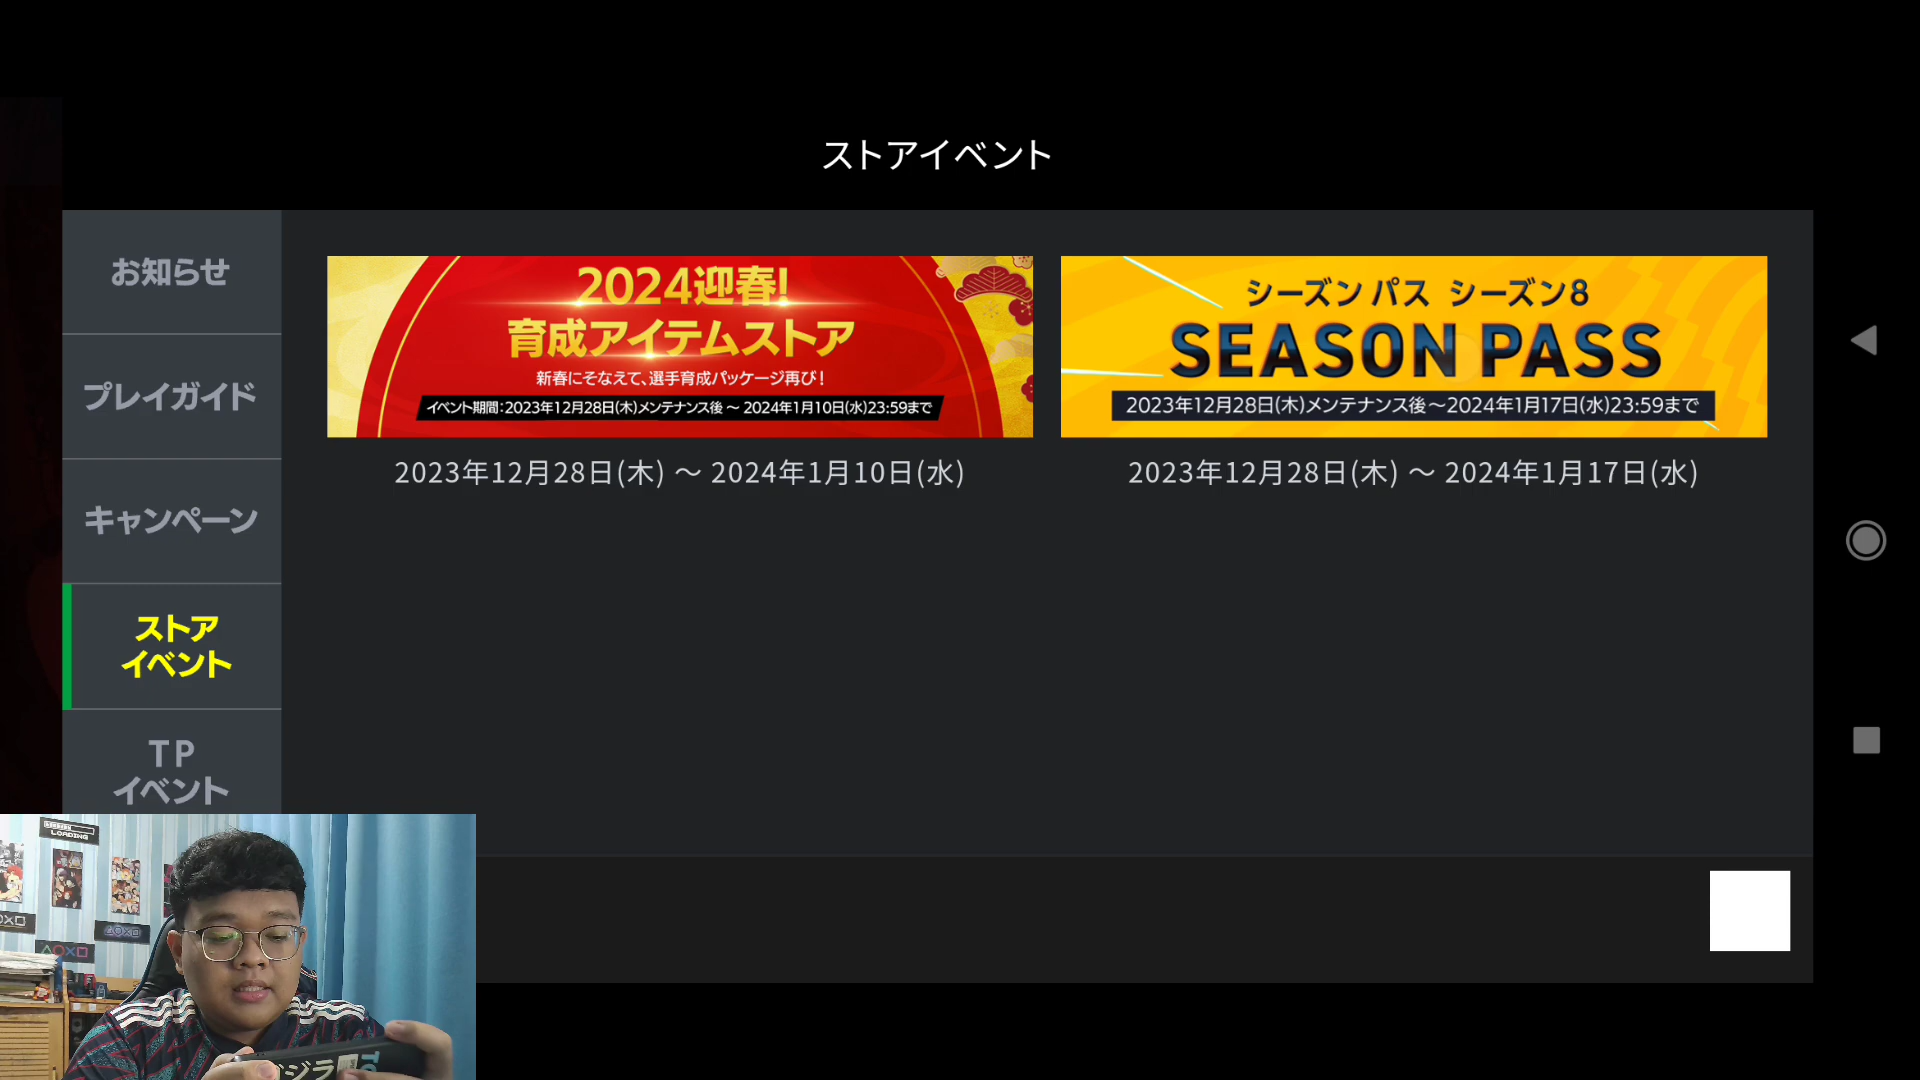 ストアイベント
お知らせ
プレイガイド
キャンペーン
ストア
イベント
TP
イベント
2024迎春!
育成アイテムストア
新春にそなえて、選手育成パッケージ再び!
イベント期間:2023年12月28日(木)メンテナンス後 ～ 2024年1月10日(水)23:59まで
2023年12月28日(木) ～ 2024年1月10日(水)
シーズン パス シーズン8
SEASON PASS
2023年12月28日(木)メンテナンス後～2024年1月17日(水)23:59まで
2023年12月28日(木) ～ 2024年1月17日(水)
LOADING
ジラ